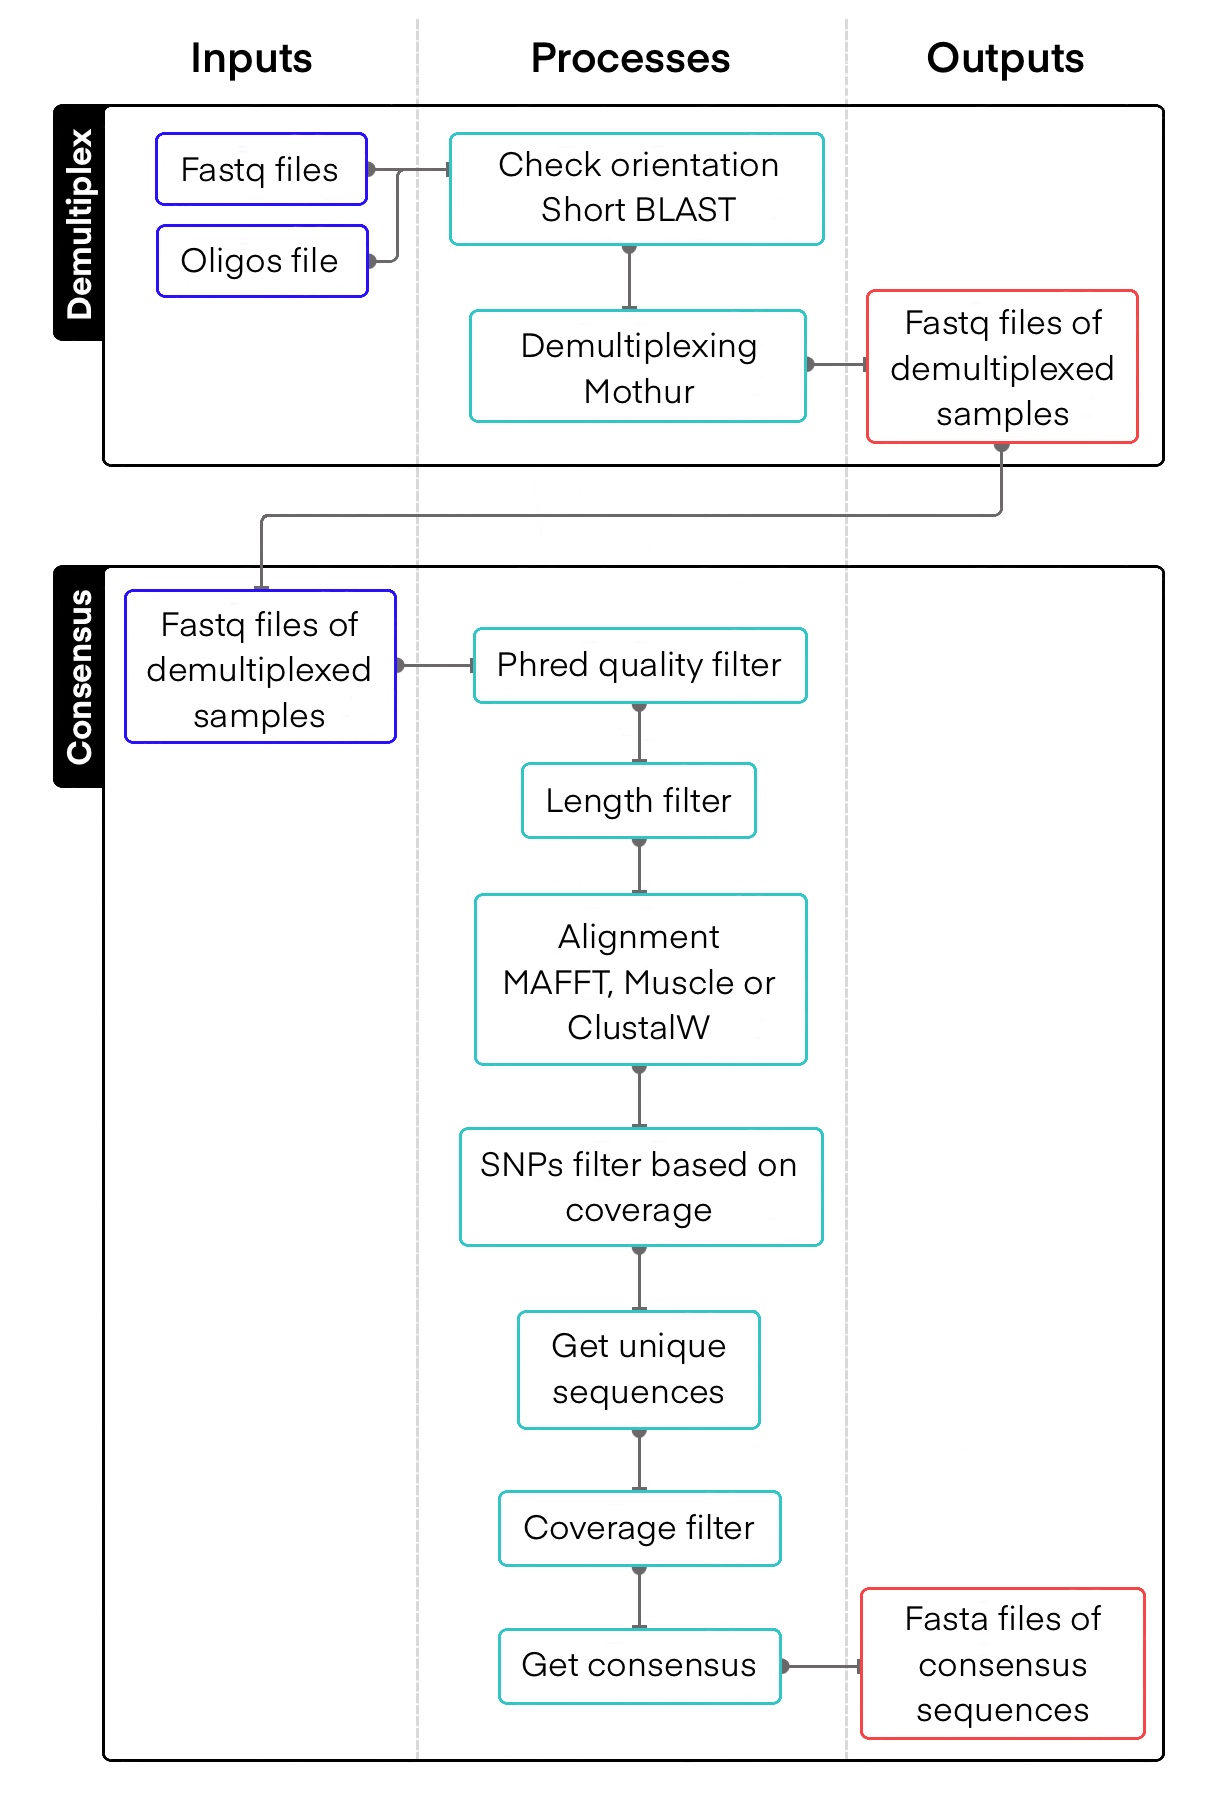 Inputs
Processes
Outputs
Demultiplex
Fastq files
Oligos file
Check orientation
Short BLAST
Demultiplexing
Mothur
Fastq files of
demultiplexed
samples
Consensus
Fastq files of
demultiplexed
samples
Phred quality filter
Length filter
Alignment
MAFFT, Muscle or
ClustalW
SNPs filter based on
coverage
Get unique
sequences
Coverage filter
Get consensus
Fasta files of
consensus
sequences